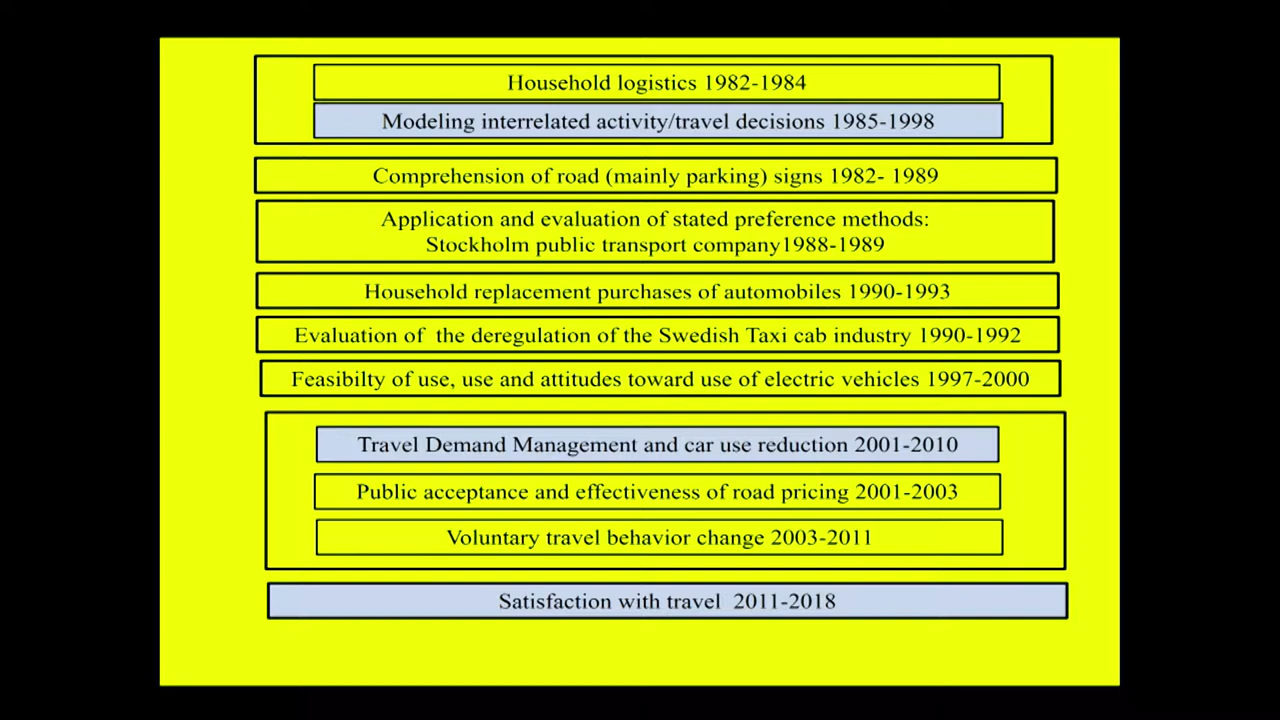 Household logistics 1982-1984
Modeling interrelated activity/travel decisions 1985-1998
Comprehension of road (mainly parking) signs 1982- 1989
Application and evaluation of stated preference methods:
Stockholm public transport company1988-1989
Household replacement purchases of automobiles 1990-1993
Evaluation of  the deregulation of the Swedish Taxi cab industry 1990-1992
Feasibilty of use, use and attitudes toward use of electric vehicles 1997-2000
Travel Demand Management and car use reduction 2001-2010
Public acceptance and effectiveness of road pricing 2001-2003
Voluntary travel behavior change 2003-2011
Satisfaction with travel  2011-2018